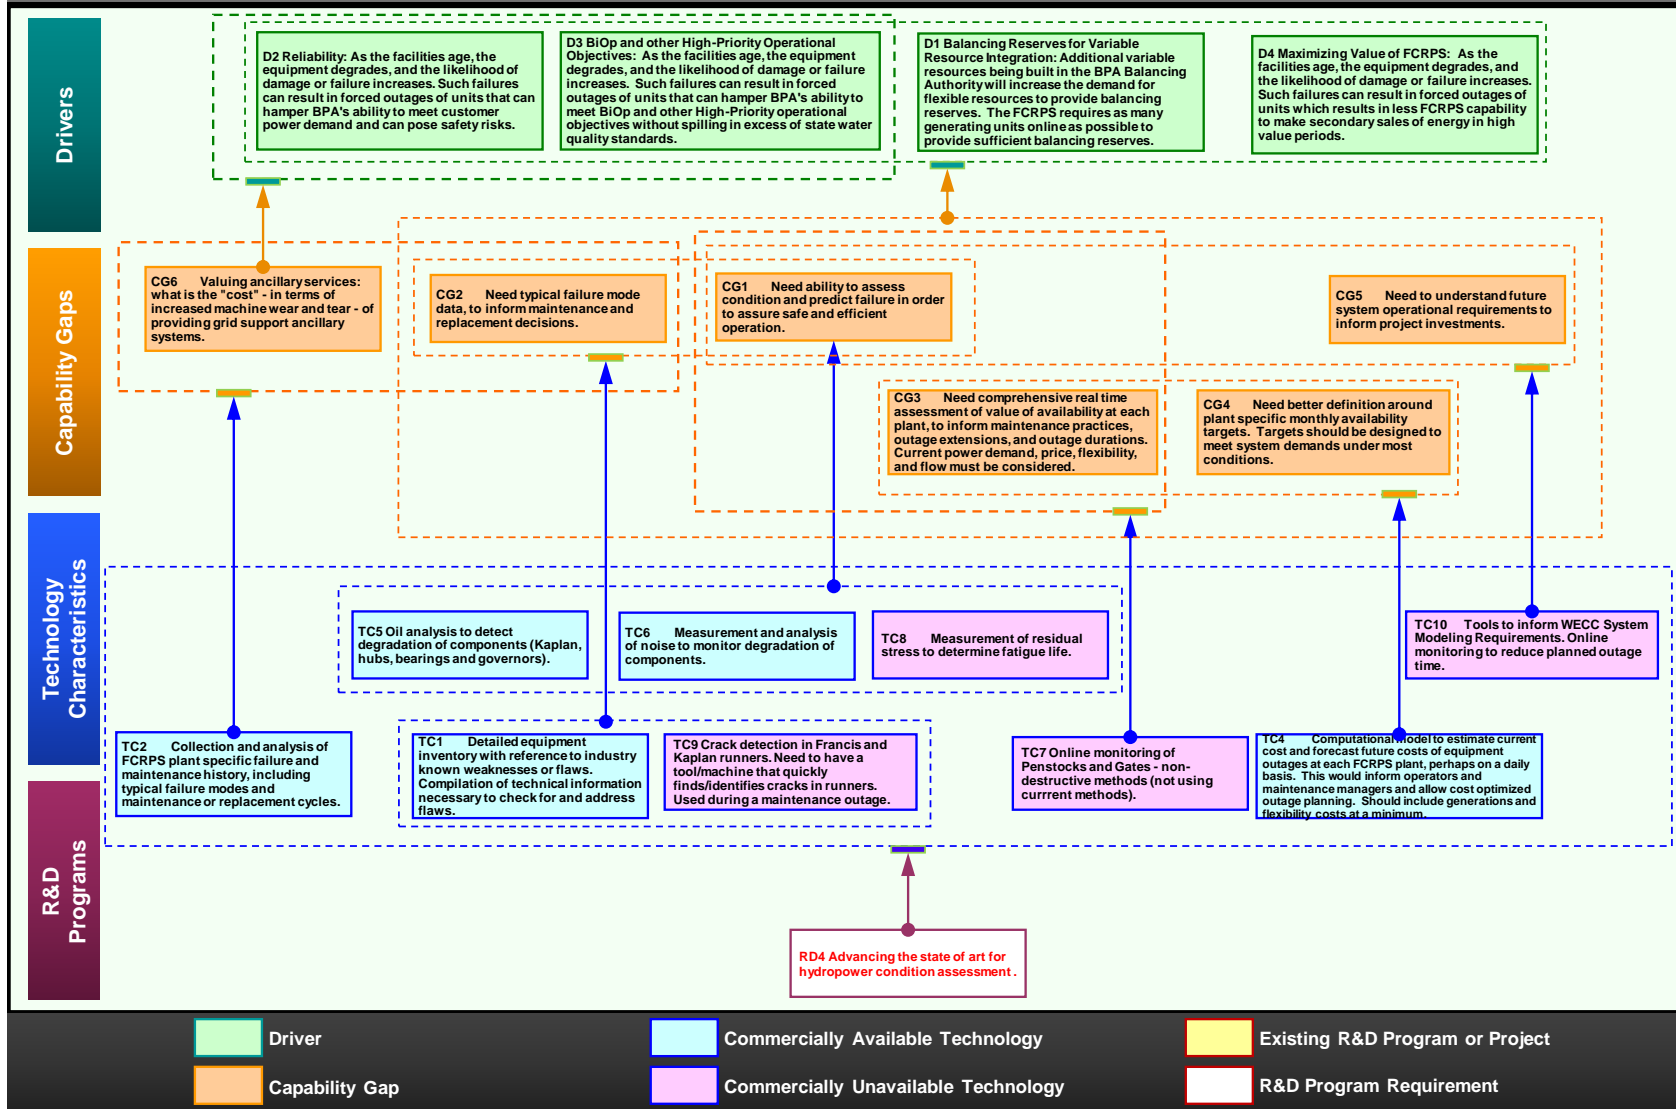 Drivers
D2 Reliability: As the facilities age, the
equipment degrades, and the likelihood of
damage or failure increases. Such failures
can result in forced outages of units that can
hamper BPA's ability to meet customer
power demand and can pose safety risks.
D3 BiOp and other High-Priority Operational
Objectives: As the facilities age, the equipment
degrades, and the likelihood of damage or failure
increases. Such failures can result in forced
outages of units that can hamper BPA's ability to
meet BiOp and other High-Priority operational
objectives without spilling in excess of state water
quality standards.
D1 Balancing Reserves for Variable
Resource Integration: Additional variable
resources being built in the BPA Balancing
Authority will increase the demand for
flexible resources to provide balancing
reserves. The FCRPS requires as many
generating units online as possible to
provide sufficient balancing reserves.
D4 Maximizing Value of FCRPS: As the
facilities age, the equipment degrades, and
the likelihood of damage or failure increases.
Such failures can result in forced outages of
units which results in less FCRPS capability
to make secondary sales of energy in high
value periods.
Capability Gaps
CG6 Valuing ancillary services:
what is the "cost" - in terms of
increased machine wear and tear - of
providing grid support ancillary
systems.
CG2 Need typical failure mode
data, to inform maintenance and
replacement decisions.
CG1 Need ability to assess
condition and predict failure in order
to assure safe and efficient
operation.
CG5 Need to understand future
system operational requirements to
inform project investments.
CG3 Need comprehensive real time
assessment of value of availability at each
plant, to inform maintenance practices,
outage extensions, and outage durations.
Current power demand, price, flexibility,
and flow must be considered.
CG4 Need better definition around
plant specific monthly availability
targets. Targets should be designed to
meet system demands under most
conditions.
Technology
Characteristics
TC5 Oil analysis to detect
degradation of components (Kaplan,
hubs, bearings and governors).
TC6 Measurement and analysis
of noise to monitor degradation of
components.
TC8 Measurement of residual
stress to determine fatigue life.
TC10 Tools to inform WECC System
Modeling Requirements. Online
monitoring to reduce planned outage
time.
TC2 Collection and analysis of
FCRPS plant specific failure and
maintenance history, including
typical failure modes and
maintenance or replacement cycles.
TC1 Detailed equipment
inventory with reference to industry
known weaknesses or flaws.
Compilation of technical information
necessary to check for and address
flaws.
TC9 Crack detection in Francis and
Kaplan runners. Need to have a
tool/machine that quickly
finds/identifies cracks in runners.
Used during a maintenance outage.
TC7 Online monitoring of
Penstocks and Gates - non-
destructive methods (not using
currrent methods).
TC4 Computational model to estimate current
cost and forecast future costs of equipment
outages at each FCRPS plant, perhaps on a daily
basis. This would inform operators and
maintenance managers and allow cost optimized
outage planning. Should include generations and
flexibility costs at a minimum.
R&D
Programs
RD4 Advancing the state of art for
hydropower condition assessment .
Driver
Commercially Available Technology
Existing R&D Program or Project
Capability Gap
Commercially Unavailable Technology
R&D Program Requirement